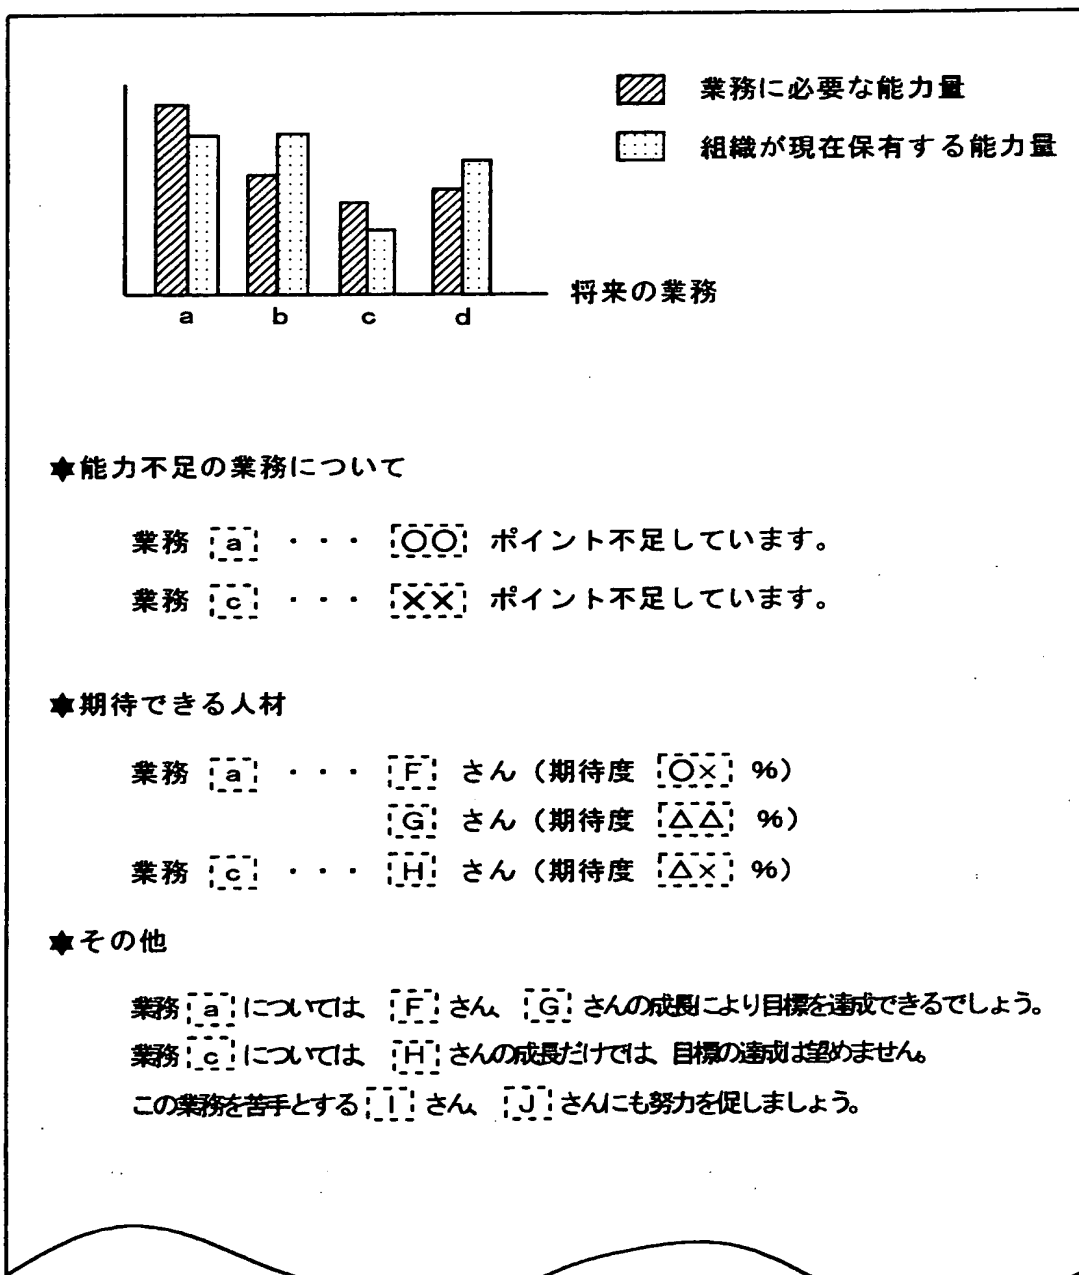 業務に必要な能力量
組織が現在保有する能力量
将来の業務
a b c d
★能力不足の業務について
業務 a ・・・ ○○ ポイント不足しています。
業務 c ・・・ ×× ポイント不足しています。
★期待できる人材
業務 a ・・・ F さん（期待度 ○× %）
G さん（期待度 △△ %）
業務 c ・・・ H さん（期待度 △× %）
★その他
業務 a については、 F さん、 G さんの成長により目標を達成できるでしょう。
業務 c については、 H さんの成長だけでは、目標の達成は望めません。
この業務を苦手とする I さん、 J さんにも努力を促しましょう。